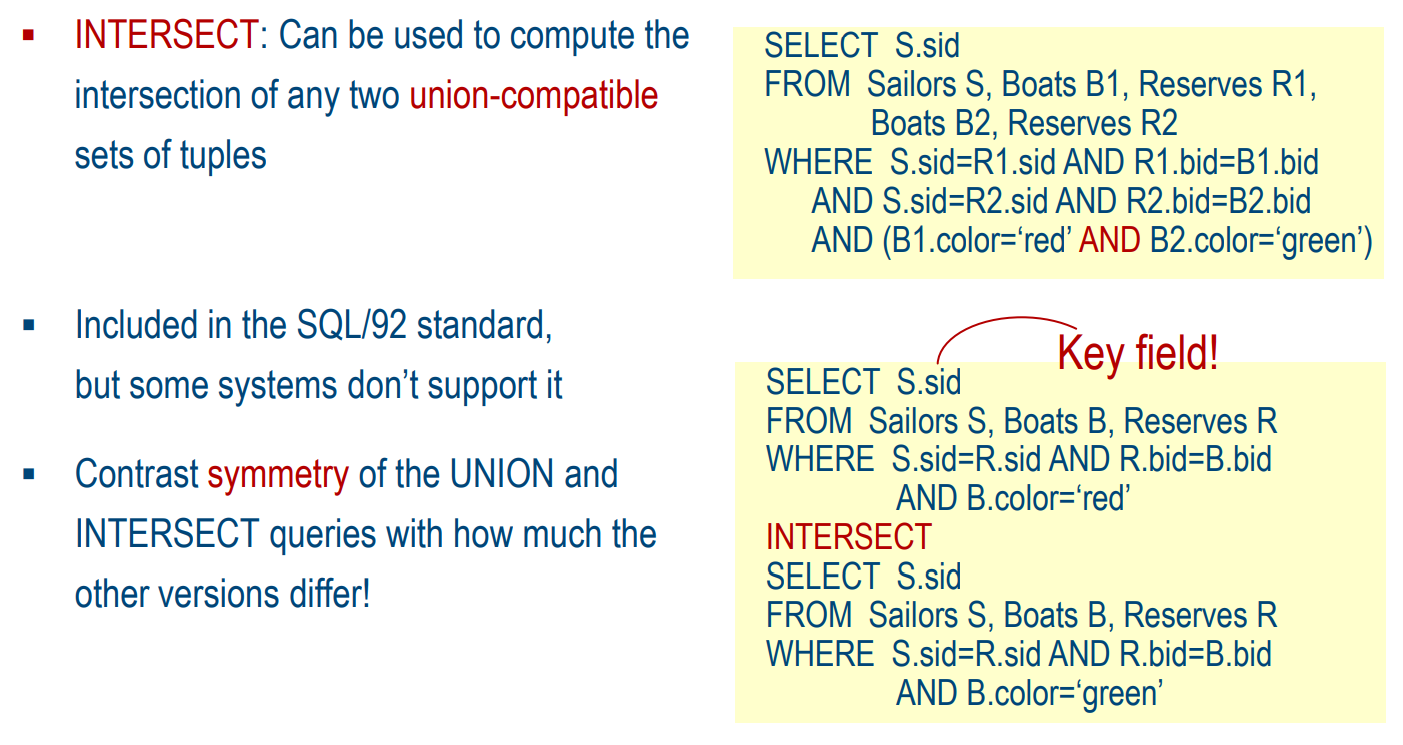 ▪ INTERSECT: Can be used to compute the
intersection of any two union-compatible
sets of tuples
▪ Included in the SQL/92 standard,
but some systems don’t support it
▪ Contrast symmetry of the UNION and
INTERSECT queries with how much the
other versions differ!
SELECT S.sid
FROM Sailors S, Boats B1, Reserves R1,
Boats B2, Reserves R2
WHERE S.sid=R1.sid AND R1.bid=B1.bid
AND S.sid=R2.sid AND R2.bid=B2.bid
AND (B1.color=‘red’ AND B2.color=‘green’)
Key field!
SELECT S.sid
FROM Sailors S, Boats B, Reserves R
WHERE S.sid=R.sid AND R.bid=B.bid
AND B.color=‘red’
INTERSECT
SELECT S.sid
FROM Sailors S, Boats B, Reserves R
WHERE S.sid=R.sid AND R.bid=B.bid
AND B.color=‘green’